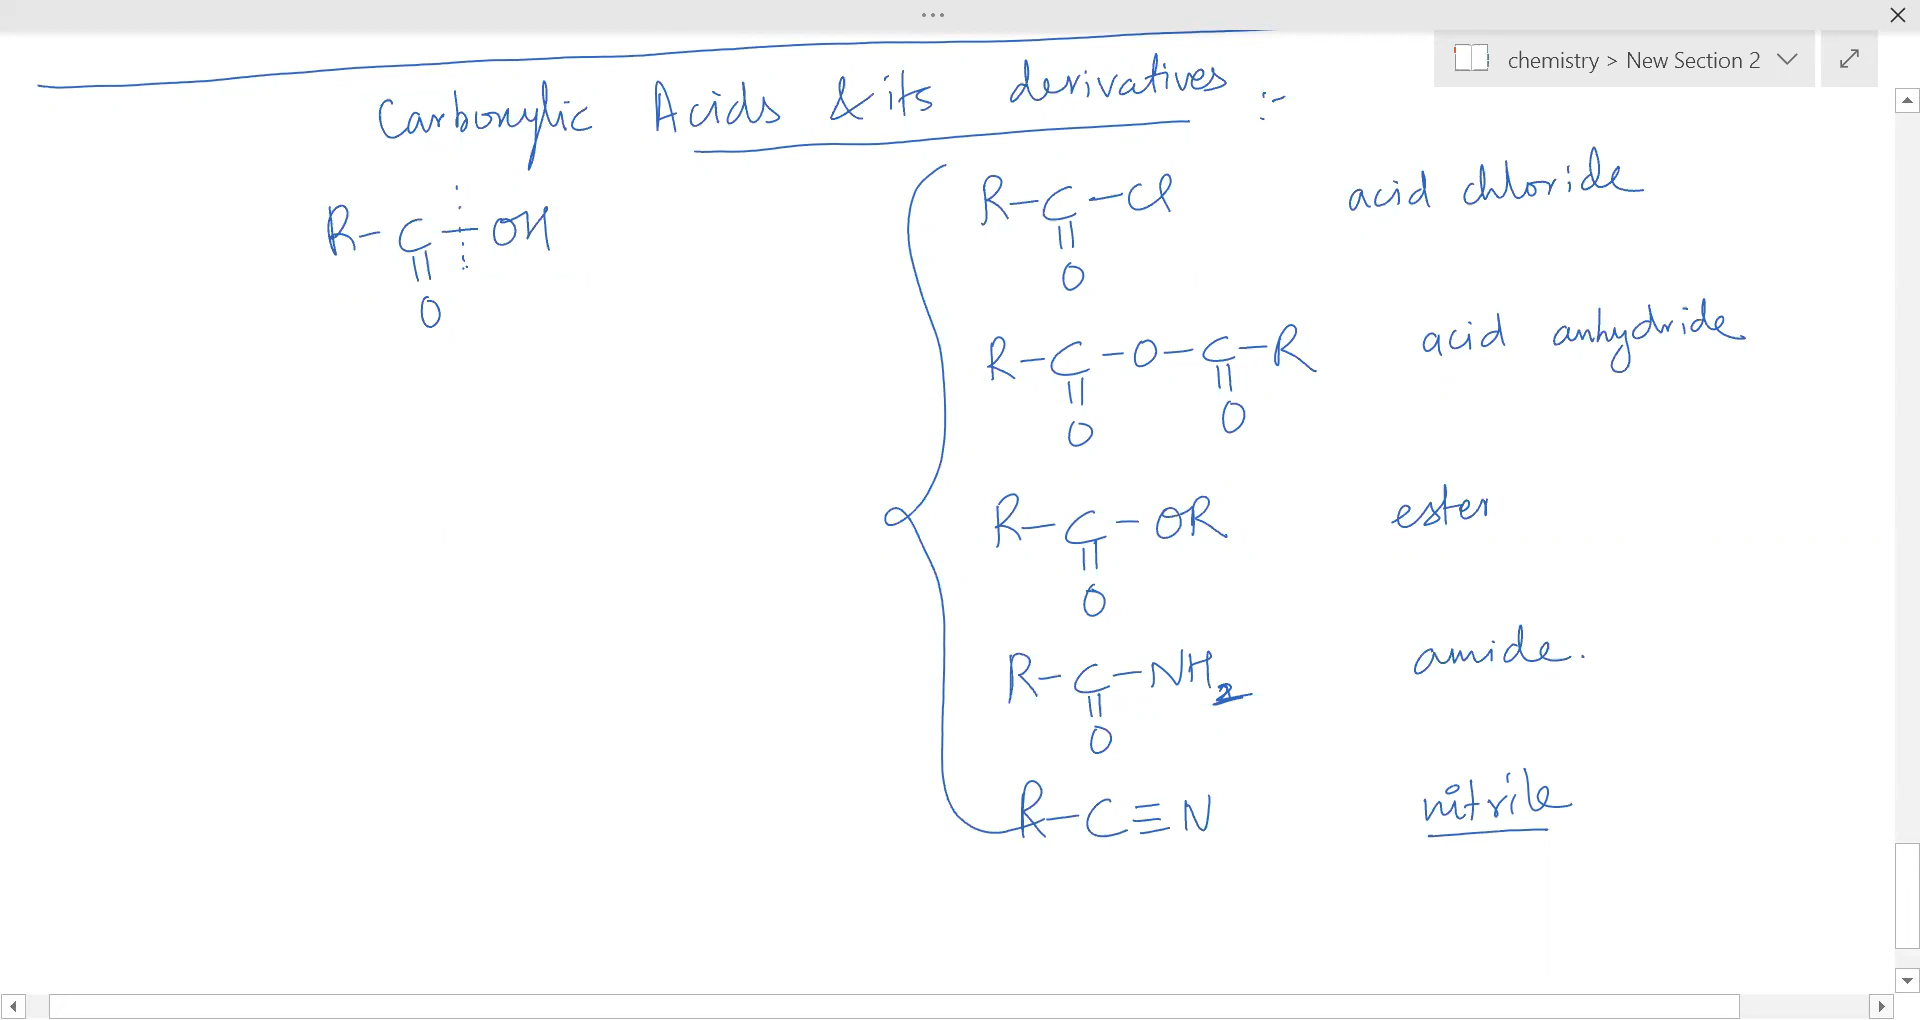 ...
chemistry > New Section 2
Carboxylic Acids & its derivatives :-
R-C-OH
||
O
R-C-Cl acid chloride
||
O
R-C-O-C-R acid anhydride
|| ||
O O
R-C-OR ester
||
O
R-C-NH₂ amide.
||
O
R-C≡N nitrile